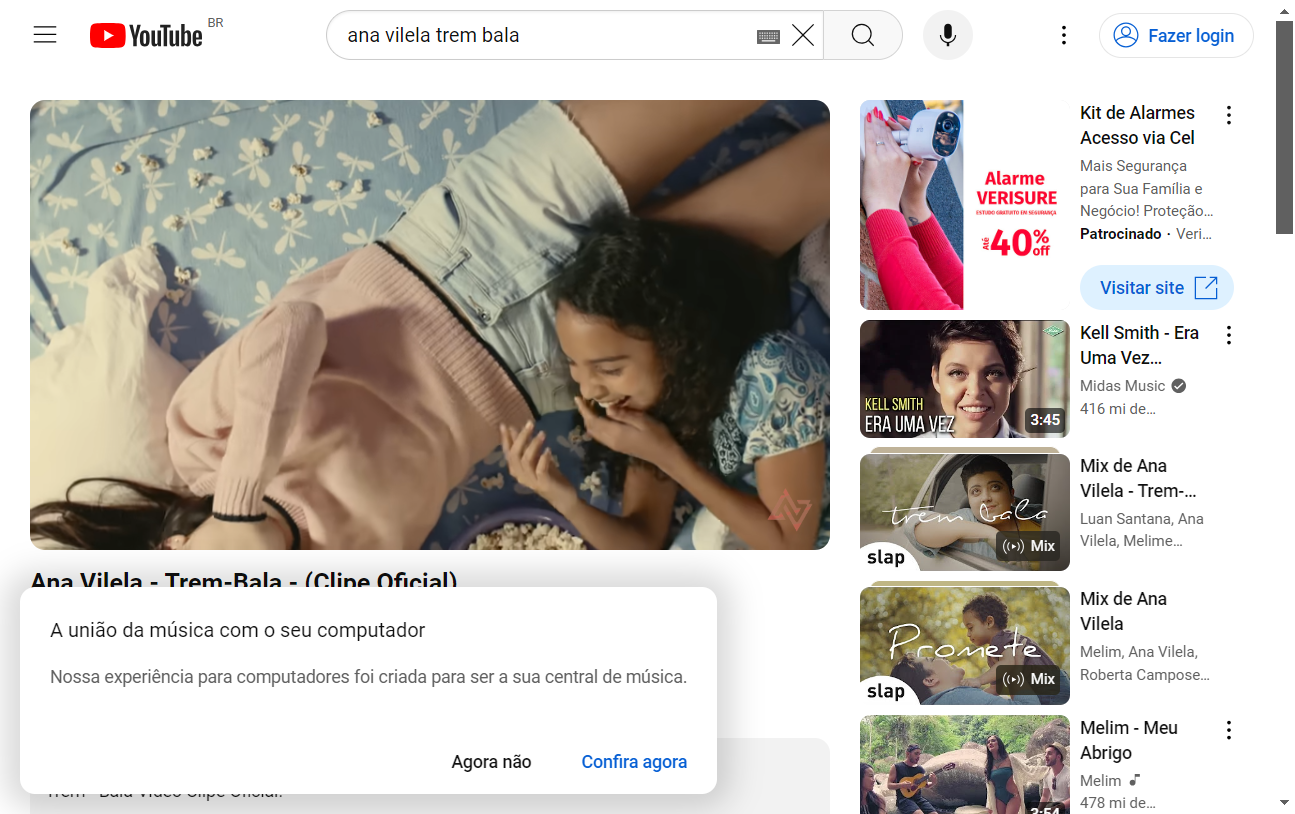 YouTube BR
ana vilela trem bala
Fazer login
Ana Vilela - Trem-Bala - (Clipe Oficial)
A união da música com o seu computador
Nossa experiência para computadores foi criada para ser a sua central de música.
Agora não
Confira agora
Trem - Bala Vídeo Clipe Oficial.
Alarme
VERISURE
ESTUDO GRATUITO EM SEGURANÇA
Até 40% off
Kit de Alarmes
Acesso via Cel
Mais Segurança
para Sua Família e
Negócio! Proteção...
Patrocinado · Veri...
Visitar site
KELL SMITH
ERA UMA VEZ
3:45
Kell Smith - Era
Uma Vez...
Midas Music
416 mi de...
trem bala
slap
Mix
Mix de Ana
Vilela - Trem-...
Luan Santana, Ana
Vilela, Melime...
Promete
slap
Mix
Mix de Ana
Vilela
Melim, Ana Vilela,
Roberta Campose...
3:54
Melim - Meu
Abrigo
Melim
478 mi de...